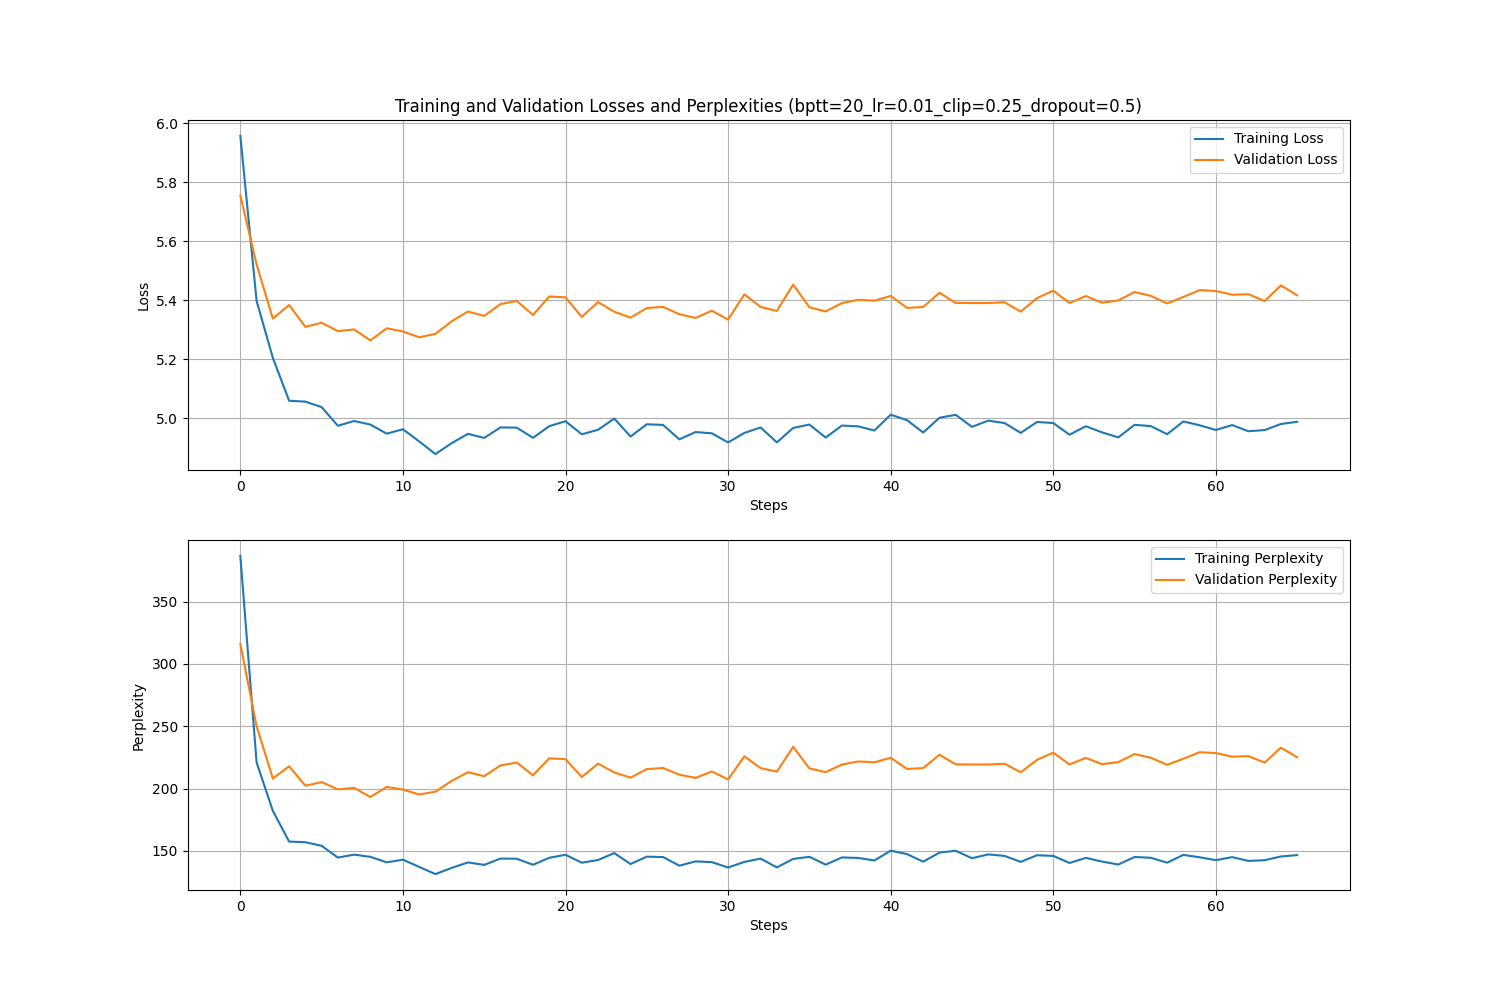 Training and Validation Losses and Perplexities (bptt=20_lr=0.01_clip=0.25_dropout=0.5)
6.0
5.8
5.6
5.4
5.2
5.0
Loss
Training Loss
Validation Loss
0 10 20 30 40 50 60
Steps
350
300
250
200
150
Perplexity
Training Perplexity
Validation Perplexity
0 10 20 30 40 50 60
Steps